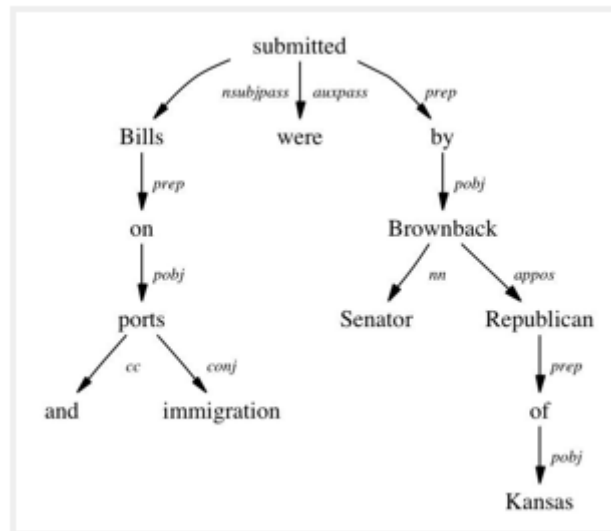 submitted
nsubjpass auxpass prep
Bills were by
prep pobj
on Brownback
pobj nn appos
ports Senator Republican
cc conj prep
and immigration of
pobj
Kansas